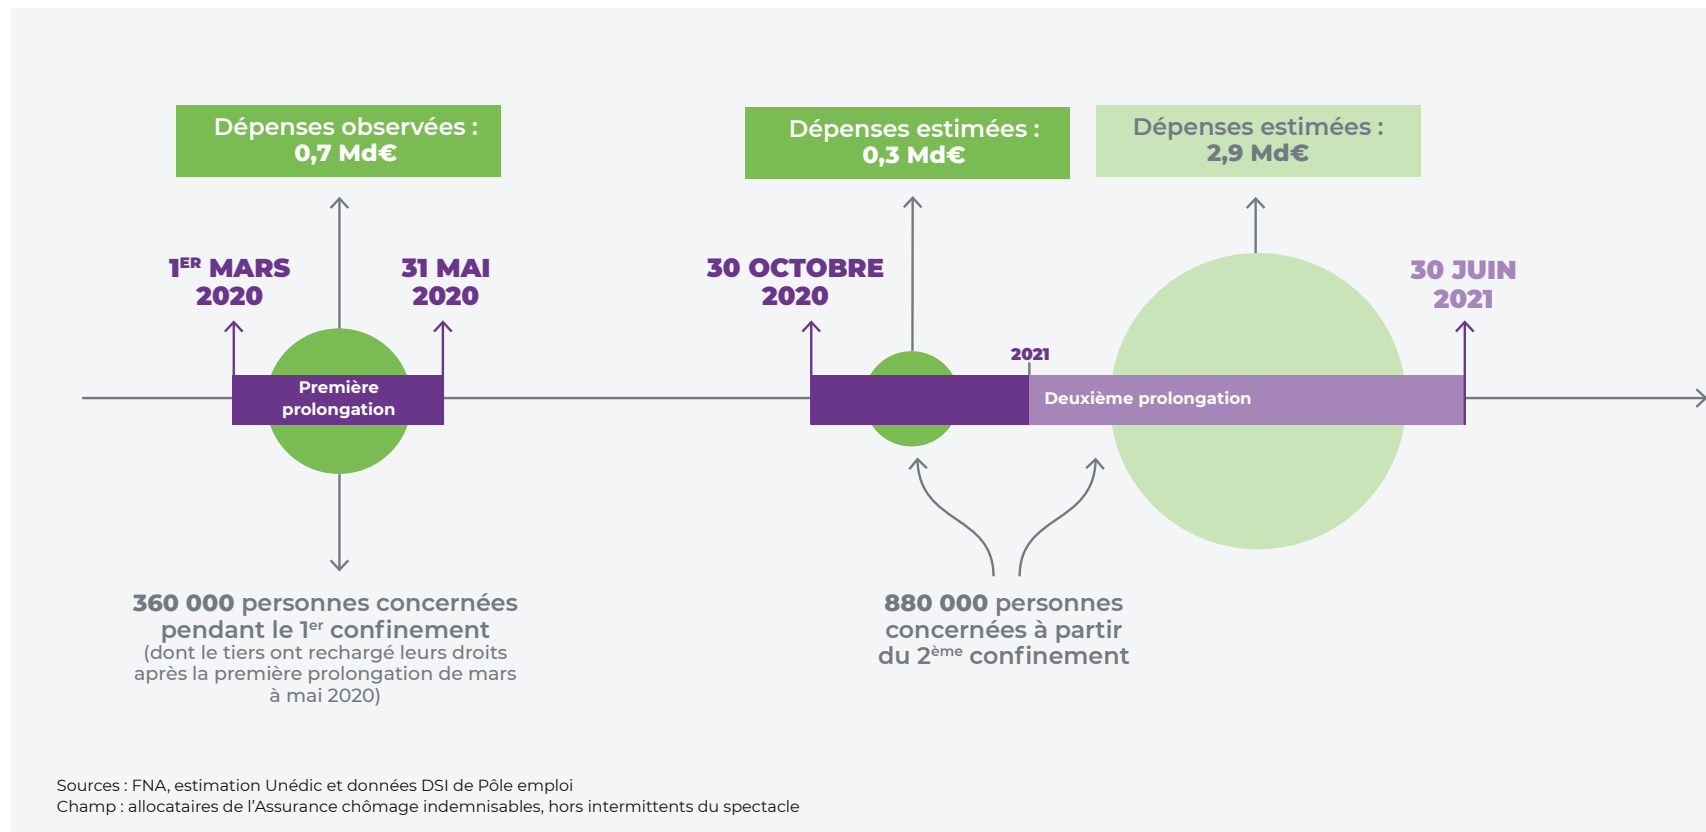 Dépenses observées :
0,7 Md€
Dépenses estimées :
0,3 Md€
Dépenses estimées :
2,9 Md€
1ER MARS
2020
31 MAI
2020
30 OCTOBRE
2020
30 JUIN
2021
2021
Première
prolongation
Deuxième prolongation
360 000 personnes concernées
pendant le 1er confinement
(dont le tiers ont rechargé leurs droits
après la première prolongation de mars
à mai 2020)
880 000 personnes
concernées à partir
du 2ème confinement
Sources : FNA, estimation Unédic et données DSI de Pôle emploi
Champ : allocataires de l’Assurance chômage indemnisables, hors intermittents du spectacle